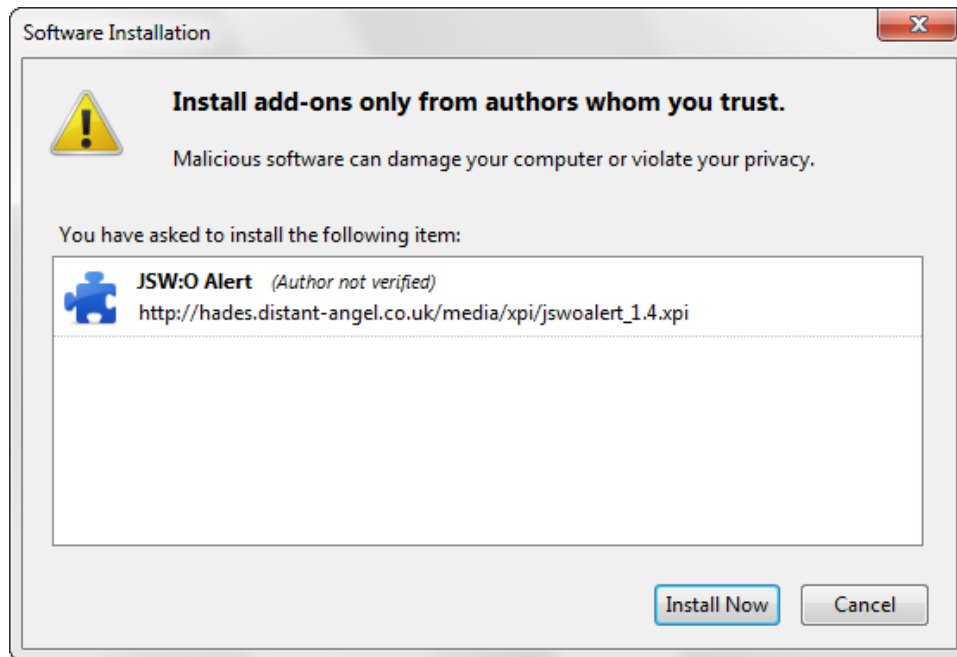 Software Installation
Install add-ons only from authors whom you trust.
Malicious software can damage your computer or violate your privacy.
You have asked to install the following item:
JSW:O Alert (Author not verified)
http://hades.distant-angel.co.uk/media/xpi/jswoalert_1.4.xpi
Install Now Cancel